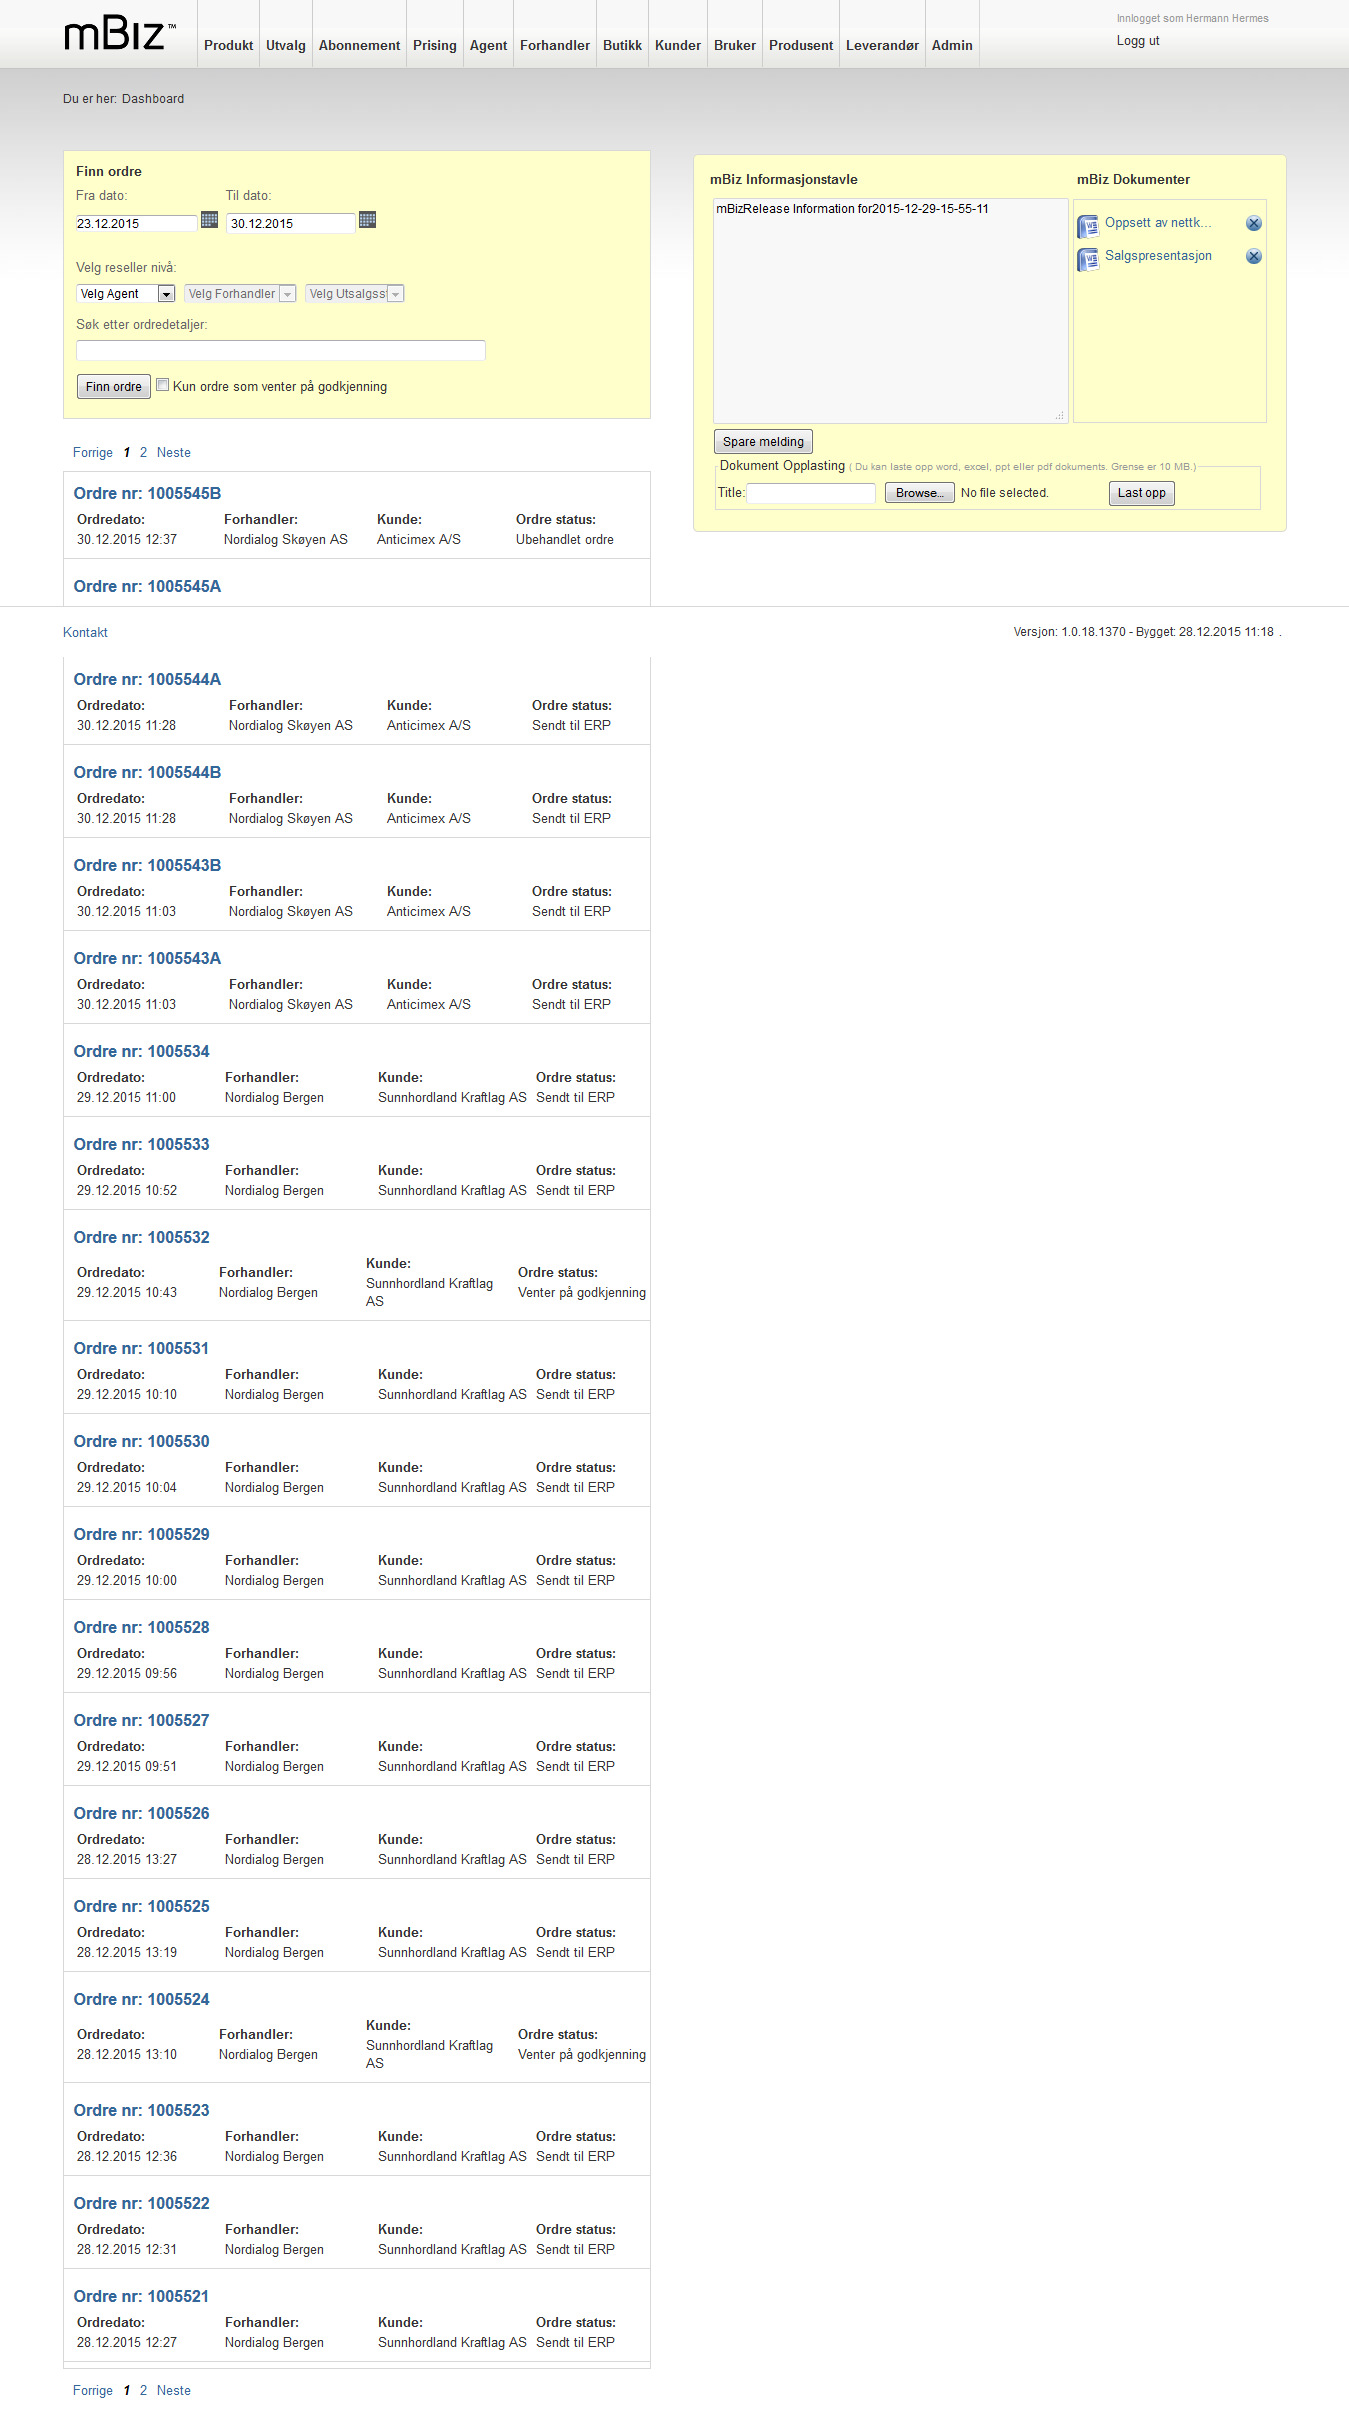 mBiz™
Produkt Utvalg Abonnement Prising Agent Forhandler Butikk Kunder Bruker Produsent Leverandør Admin
Innlogget som Hermann Hermes
Logg ut
Du er her: Dashboard
Finn ordre
Fra dato: Til dato:
23.12.2015 30.12.2015
Velg reseller nivå:
Velg Agent Velg Forhandler Velg Utsalgss
Søk etter ordredetaljer:
Finn ordre Kun ordre som venter på godkjenning
mBiz Informasjonstavle mBiz Dokumenter
mBizRelease Information for2015-12-29-15-55-11
Oppsett av nettk...
Salgspresentasjon
Spare melding
Dokument Opplasting ( Du kan laste opp word, excel, ppt eller pdf dokuments. Grense er 10 MB.)
Title: Browse... No file selected. Last opp
Forrige 1 2 Neste
Ordre nr: 1005545B
Ordredato: Forhandler: Kunde: Ordre status:
30.12.2015 12:37 Nordialog Skøyen AS Anticimex A/S Ubehandlet ordre
Ordre nr: 1005545A
Kontakt Versjon: 1.0.18.1370 - Bygget: 28.12.2015 11:18 .
Ordre nr: 1005544A
Ordredato: Forhandler: Kunde: Ordre status:
30.12.2015 11:28 Nordialog Skøyen AS Anticimex A/S Sendt til ERP
Ordre nr: 1005544B
Ordredato: Forhandler: Kunde: Ordre status:
30.12.2015 11:28 Nordialog Skøyen AS Anticimex A/S Sendt til ERP
Ordre nr: 1005543B
Ordredato: Forhandler: Kunde: Ordre status:
30.12.2015 11:03 Nordialog Skøyen AS Anticimex A/S Sendt til ERP
Ordre nr: 1005543A
Ordredato: Forhandler: Kunde: Ordre status:
30.12.2015 11:03 Nordialog Skøyen AS Anticimex A/S Sendt til ERP
Ordre nr: 1005534
Ordredato: Forhandler: Kunde: Ordre status:
29.12.2015 11:00 Nordialog Bergen Sunnhordland Kraftlag AS Sendt til ERP
Ordre nr: 1005533
Ordredato: Forhandler: Kunde: Ordre status:
29.12.2015 10:52 Nordialog Bergen Sunnhordland Kraftlag AS Sendt til ERP
Ordre nr: 1005532
Ordredato: Forhandler: Kunde: Ordre status:
29.12.2015 10:43 Nordialog Bergen Sunnhordland Kraftlag Venter på godkjenning
AS
Ordre nr: 1005531
Ordredato: Forhandler: Kunde: Ordre status:
29.12.2015 10:10 Nordialog Bergen Sunnhordland Kraftlag AS Sendt til ERP
Ordre nr: 1005530
Ordredato: Forhandler: Kunde: Ordre status:
29.12.2015 10:04 Nordialog Bergen Sunnhordland Kraftlag AS Sendt til ERP
Ordre nr: 1005529
Ordredato: Forhandler: Kunde: Ordre status:
29.12.2015 10:00 Nordialog Bergen Sunnhordland Kraftlag AS Sendt til ERP
Ordre nr: 1005528
Ordredato: Forhandler: Kunde: Ordre status:
29.12.2015 09:56 Nordialog Bergen Sunnhordland Kraftlag AS Sendt til ERP
Ordre nr: 1005527
Ordredato: Forhandler: Kunde: Ordre status:
29.12.2015 09:51 Nordialog Bergen Sunnhordland Kraftlag AS Sendt til ERP
Ordre nr: 1005526
Ordredato: Forhandler: Kunde: Ordre status:
28.12.2015 13:27 Nordialog Bergen Sunnhordland Kraftlag AS Sendt til ERP
Ordre nr: 1005525
Ordredato: Forhandler: Kunde: Ordre status:
28.12.2015 13:19 Nordialog Bergen Sunnhordland Kraftlag AS Sendt til ERP
Ordre nr: 1005524
Ordredato: Forhandler: Kunde: Ordre status:
28.12.2015 13:10 Nordialog Bergen Sunnhordland Kraftlag Venter på godkjenning
AS
Ordre nr: 1005523
Ordredato: Forhandler: Kunde: Ordre status:
28.12.2015 12:36 Nordialog Bergen Sunnhordland Kraftlag AS Sendt til ERP
Ordre nr: 1005522
Ordredato: Forhandler: Kunde: Ordre status:
28.12.2015 12:31 Nordialog Bergen Sunnhordland Kraftlag AS Sendt til ERP
Ordre nr: 1005521
Ordredato: Forhandler: Kunde: Ordre status:
28.12.2015 12:27 Nordialog Bergen Sunnhordland Kraftlag AS Sendt til ERP
Forrige 1 2 Neste